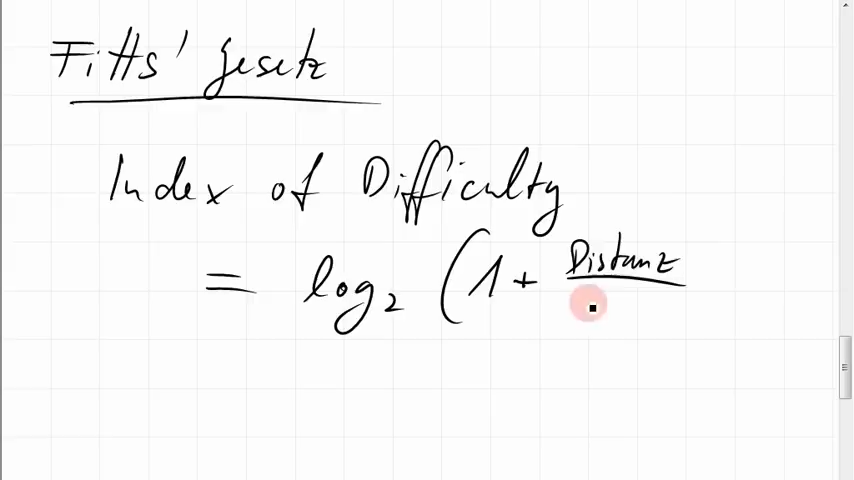 Fitts' Gesetz
Index of Difficulty
= log₂ (1 + Distanz